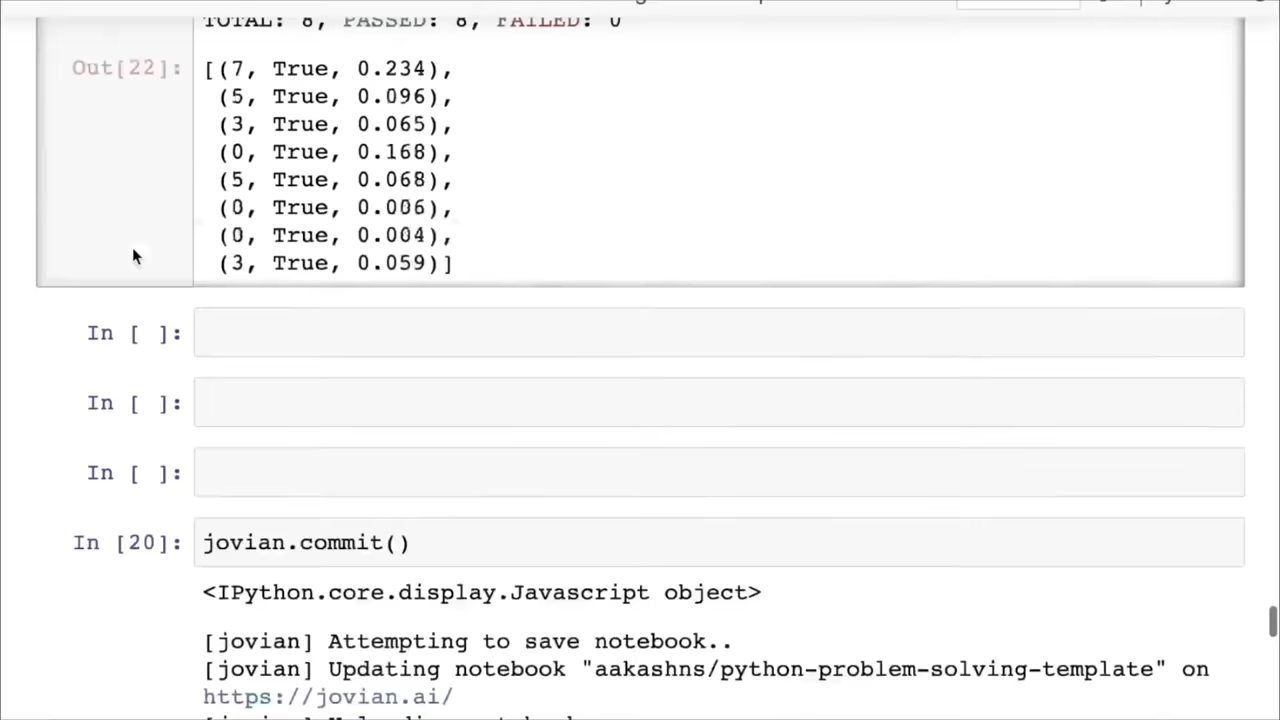 TOTAL: 8, PASSED: 8, FAILED: 0
Out[22]: [(7, True, 0.234),
(5, True, 0.096),
(3, True, 0.065),
(0, True, 0.168),
(5, True, 0.068),
(0, True, 0.006),
(0, True, 0.004),
(3, True, 0.059)]
In [ ]:
In [ ]:
In [ ]:
In [20]: jovian.commit()
<IPython.core.display.Javascript object>
[jovian] Attempting to save notebook..
[jovian] Updating notebook "aakashns/python-problem-solving-template" on
https://jovian.ai/